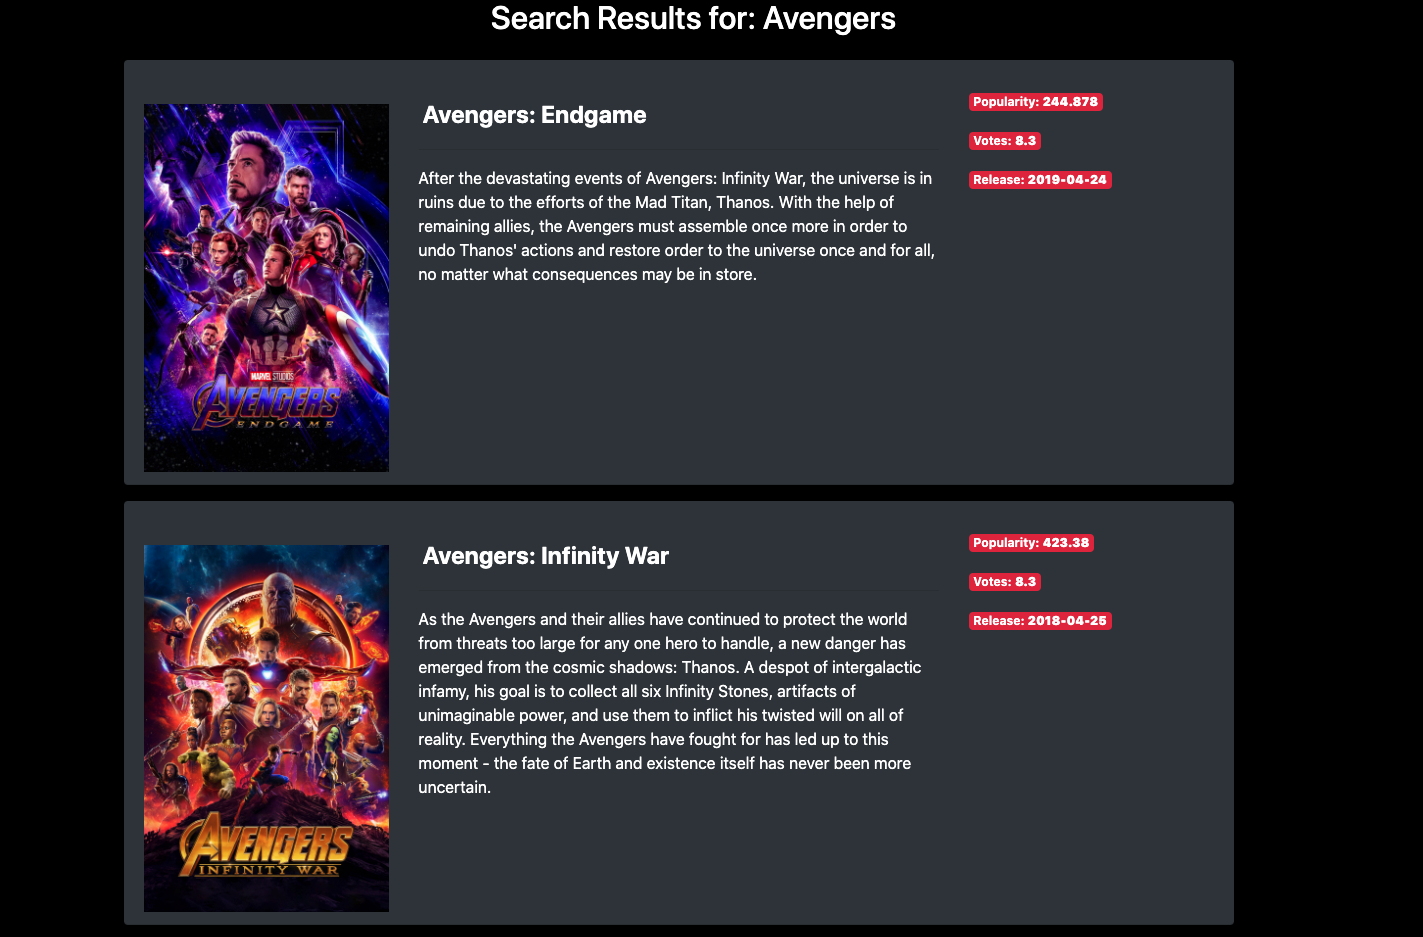 Search Results for: Avengers
Avengers: Endgame
After the devastating events of Avengers: Infinity War, the universe is in
ruins due to the efforts of the Mad Titan, Thanos. With the help of
remaining allies, the Avengers must assemble once more in order to
undo Thanos' actions and restore order to the universe once and for all,
no matter what consequences may be in store.
Popularity: 244.878
Votes: 8.3
Release: 2019-04-24
MARVEL STUDIOS
AVENGERS
ENDGAME
Avengers: Infinity War
As the Avengers and their allies have continued to protect the world
from threats too large for any one hero to handle, a new danger has
emerged from the cosmic shadows: Thanos. A despot of intergalactic
infamy, his goal is to collect all six Infinity Stones, artifacts of
unimaginable power, and use them to inflict his twisted will on all of
reality. Everything the Avengers have fought for has led up to this
moment - the fate of Earth and existence itself has never been more
uncertain.
Popularity: 423.38
Votes: 8.3
Release: 2018-04-25
AVENGERS
INFINITY WAR